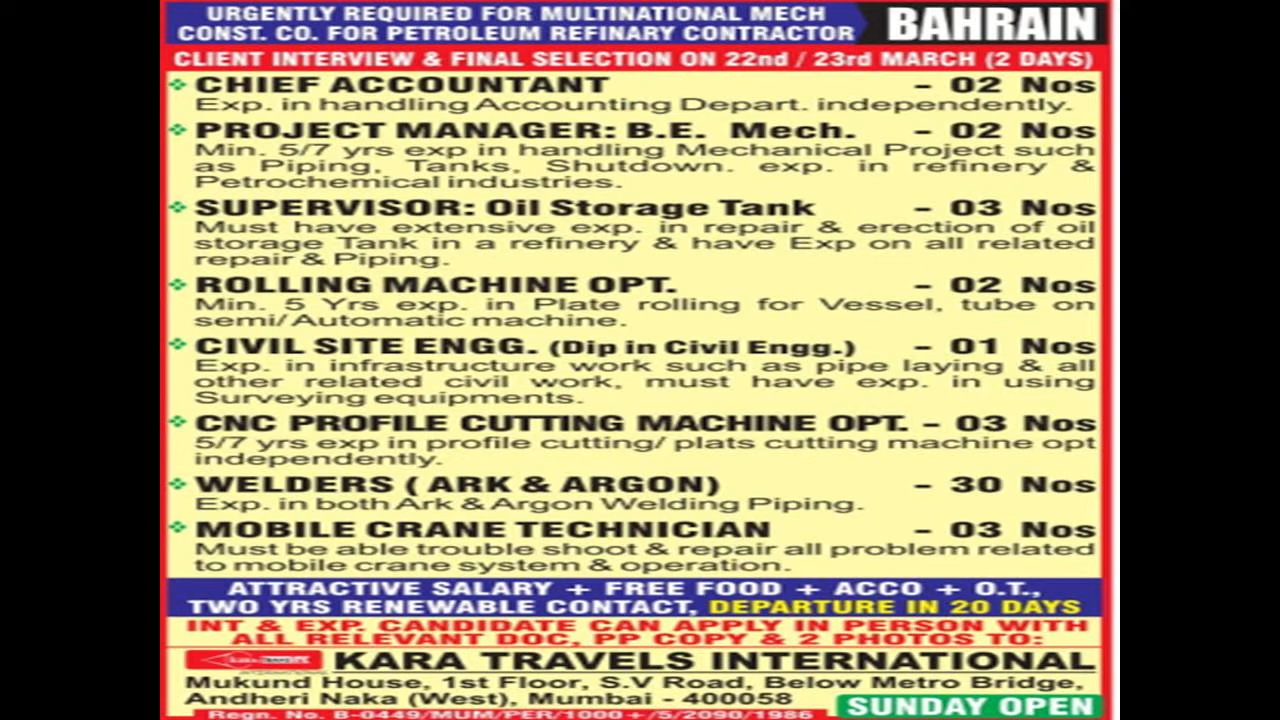 URGENTLY REQUIRED FOR MULTINATIONAL MECH
CONST. CO. FOR PETROLEUM REFINARY CONTRACTOR
BAHRAIN
CLIENT INTERVIEW & FINAL SELECTION ON 22nd / 23rd MARCH (2 DAYS)
CHIEF ACCOUNTANT - 02 Nos
Exp. in handling Accounting Depart. independently.
PROJECT MANAGER: B.E. Mech. - 02 Nos
Min. 5/7 yrs exp in handling Mechanical Project such
as Piping, Tanks, Shutdown. exp. in refinery &
Petrochemical industries.
SUPERVISOR: Oil Storage Tank - 03 Nos
Must have extensive exp. in repair & erection of oil
storage Tank in a refinery & have Exp on all related
repair & Piping.
ROLLING MACHINE OPT. - 02 Nos
Min. 5 Yrs exp. in Plate rolling for Vessel, tube on
semi/Automatic machine.
CIVIL SITE ENGG. (Dip in Civil Engg.) - 01 Nos
Exp. in infrastructure work such as pipe laying & all
other related civil work, must have exp. in using
Surveying equipments.
CNC PROFILE CUTTING MACHINE OPT. - 03 Nos
5/7 yrs exp in profile cutting/ plats cutting machine opt
independently.
WELDERS ( ARK & ARGON) - 30 Nos
Exp. in both Ark & Argon Welding Piping.
MOBILE CRANE TECHNICIAN - 03 Nos
Must be able trouble shoot & repair all problem related
to mobile crane system & operation.
ATTRACTIVE SALARY + FREE FOOD + ACCO + O.T.,
TWO YRS RENEWABLE CONTACT, DEPARTURE IN 20 DAYS
INT & EXP. CANDIDATE CAN APPLY IN PERSON WITH
ALL RELEVANT DOC, PP COPY & 2 PHOTOS TO:
KARA TRAVELS INTERNATIONAL
Mukund House, 1st Floor, S.V Road, Below Metro Bridge,
Andheri Naka (West), Mumbai - 400058
SUNDAY OPEN
Regn. No. B-0449/MUM/PER/1000+/5/2090/1986